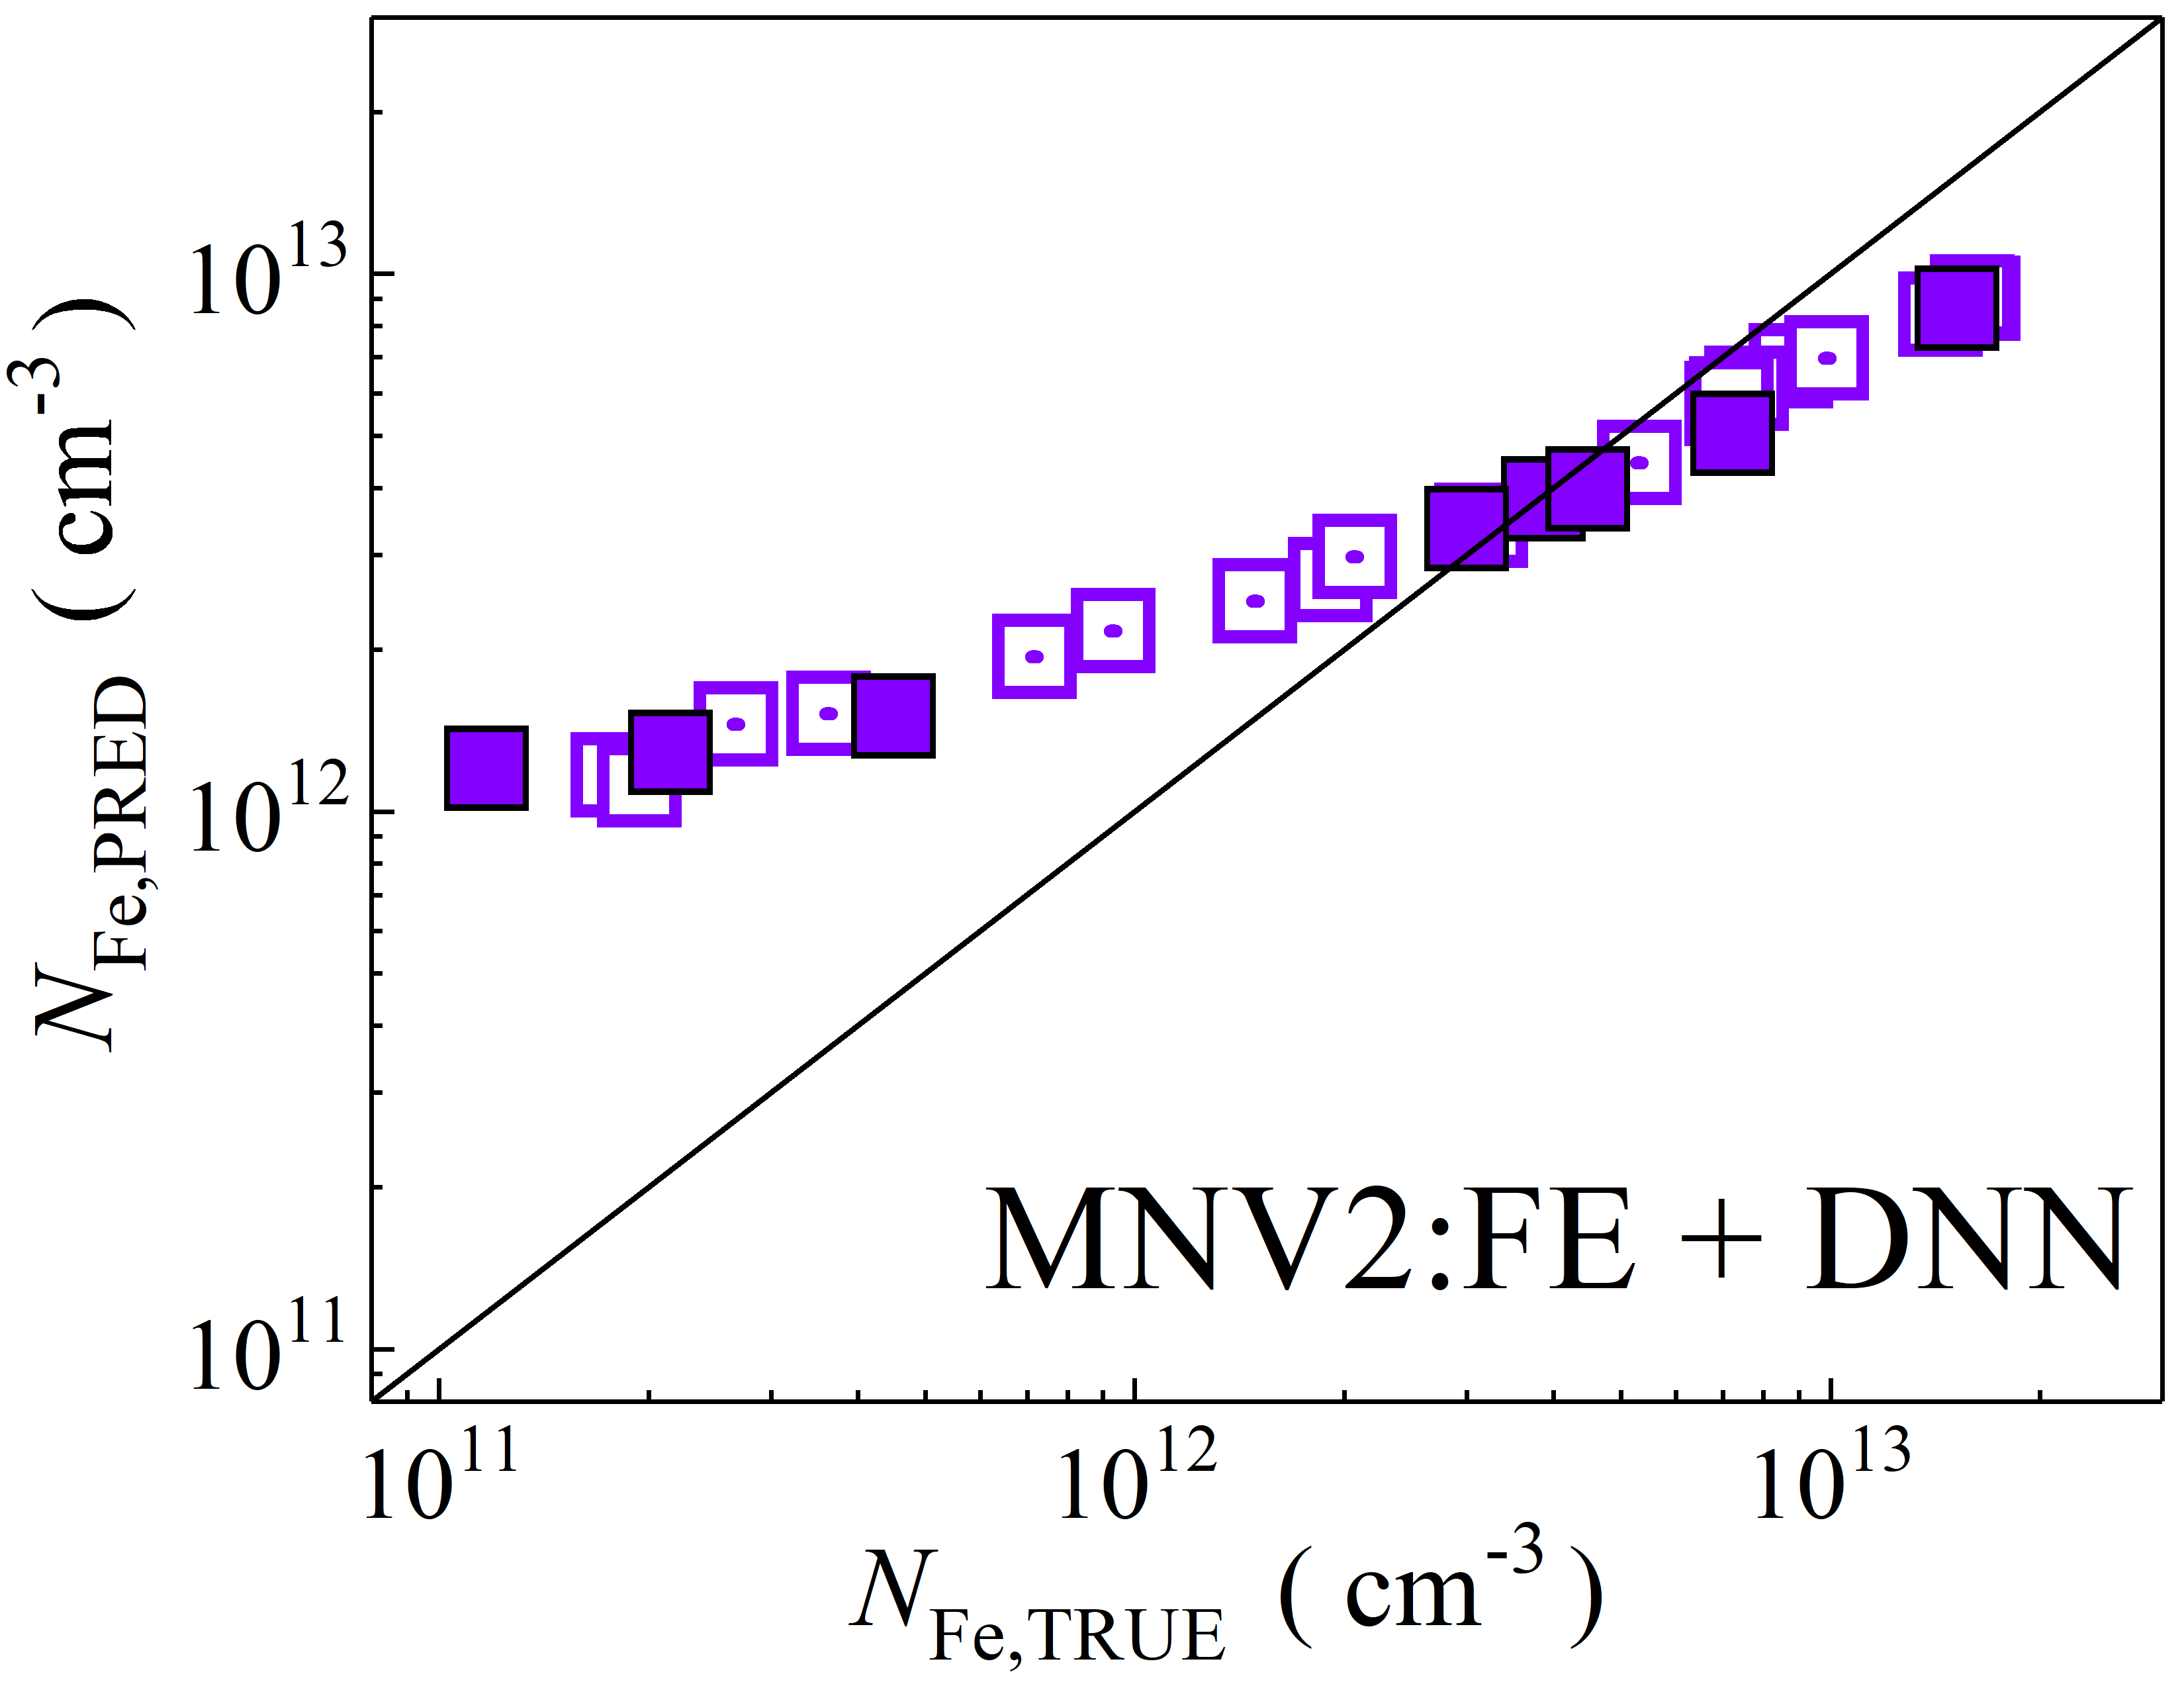 N_Fe,PRED ( cm^-3 )
10^13
10^12
10^11
MNV2:FE + DNN
10^11 10^12 10^13
N_Fe,TRUE ( cm^-3 )